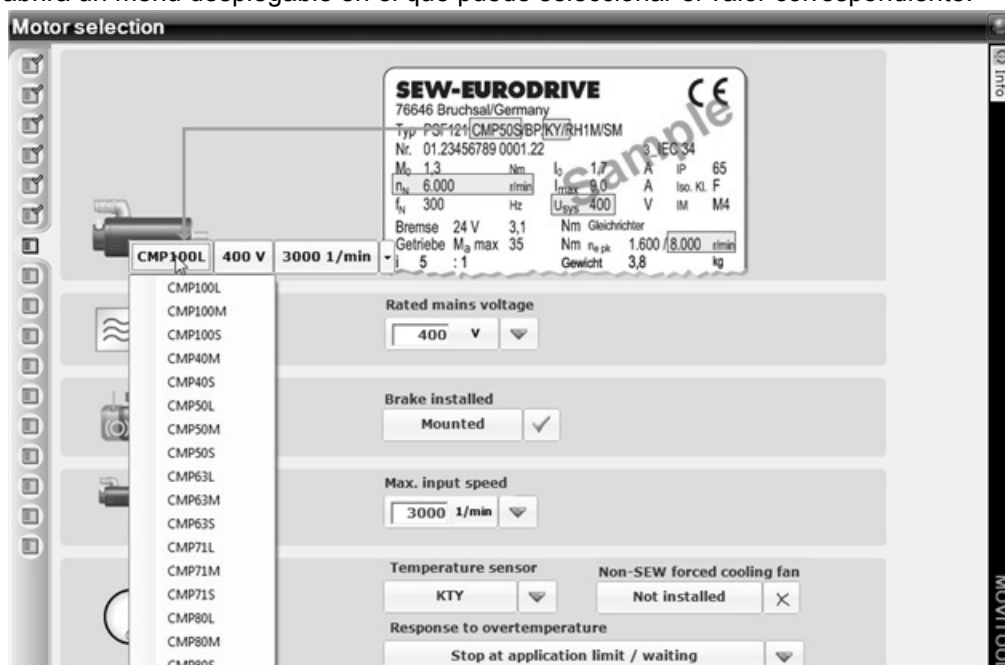 abrirá un menú desplegable en el que puede seleccionar el valor correspondiente.
Motor selection
Info
SEW-EURODRIVE CE
76646 Bruchsal/Germany
Typ PSF121 CMP50S/BP/KY/RH1M/SM
Nr. 01.23456789 0001.22 3 IEC 34
M0 1,3 Nm I0 1,7 A IP 65
nN 6.000 r/min Imax 9,0 A Iso. Kl. F
fN 300 Hz Usys 400 V IM M4
Bremse 24 V 3,1 Nm Gleichrichter
Getriebe Ma max 35 Nm ne pk 1.600 / 8.000 r/min
i 5 :1 Gewicht 3,8 kg
Sample
CMP100L 400 V 3000 1/min
CMP100L
CMP100M
CMP100S
CMP40M
CMP40S
CMP50L
CMP50M
CMP50S
CMP63L
CMP63M
CMP63S
CMP71L
CMP71M
CMP71S
CMP80L
CMP80M
CMP80S
Rated mains voltage
400 V
Brake installed
Mounted
Max. input speed
3000 1/min
Temperature sensor
KTY
Non-SEW forced cooling fan
Not installed
Response to overtemperature
Stop at application limit / waiting